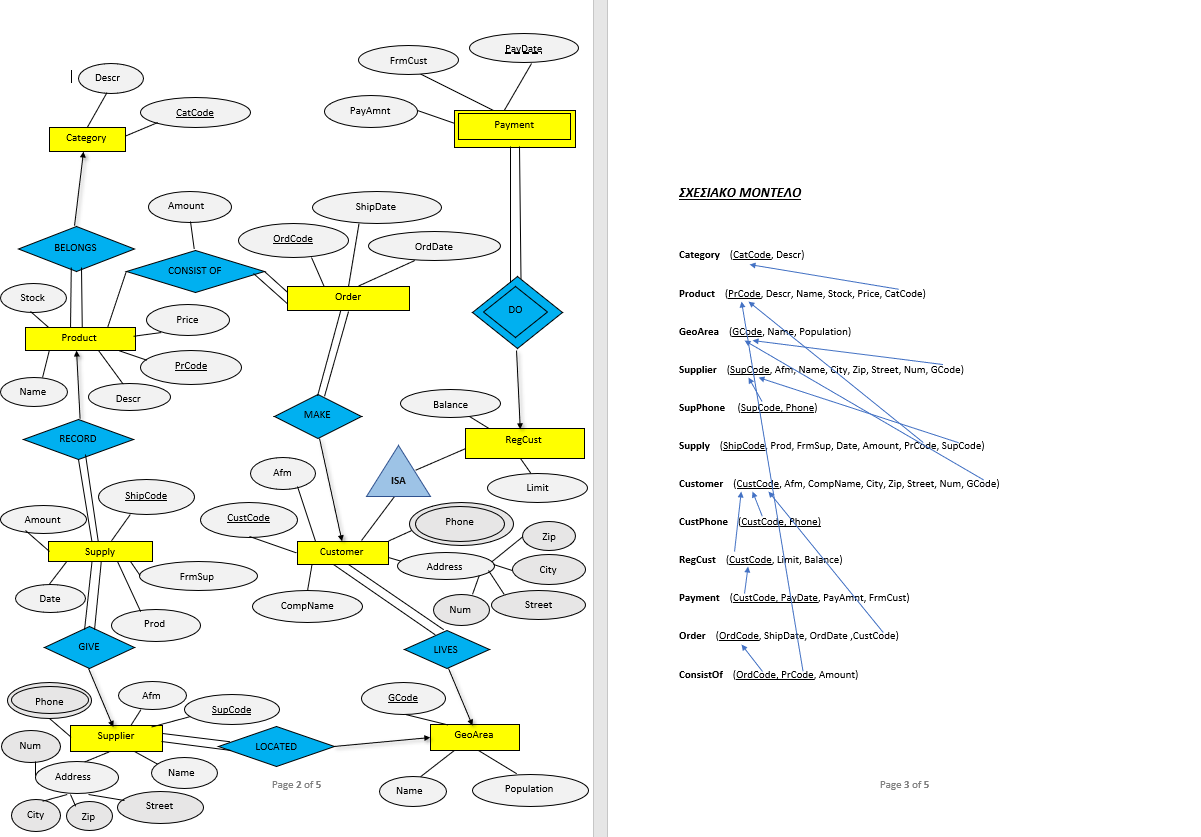 PayDate
FrmCust
Descr
PayAmnt
CatCode
Payment
Category
Amount
ShipDate
OrdCode
OrdDate
BELONGS
CONSIST OF
Stock
Order
DO
Price
Product
PrCode
Name
Descr
Balance
MAKE
RECORD
RegCust
Afm
ISA
Limit
ShipCode
Amount
CustCode
Phone
Zip
Supply
Customer
Address
City
FrmSup
Date
CompName
Num
Street
Prod
GIVE
LIVES
Phone
Afm
GCode
SupCode
Supplier
GeoArea
Num
LOCATED
Address
Name
Page 2 of 5
Name
Population
Street
City
Zip
ΣΧΕΣΙΑΚΟ ΜΟΝΤΕΛΟ
Category (CatCode, Descr)
Product (PrCode, Descr, Name, Stock, Price, CatCode)
GeoArea (GCode, Name, Population)
Supplier (SupCode, Afm, Name, City, Zip, Street, Num, GCode)
SupPhone (SupCode, Phone)
Supply (ShipCode, Prod, FrmSup, Date, Amount, PrCode, SupCode)
Customer (CustCode, Afm, CompName, City, Zip, Street, Num, GCode)
CustPhone (CustCode, Phone)
RegCust (CustCode, Limit, Balance)
Payment (CustCode, PayDate, PayAmnt, FrmCust)
Order (OrdCode, ShipDate, OrdDate ,CustCode)
ConsistOf (OrdCode, PrCode, Amount)
Page 3 of 5